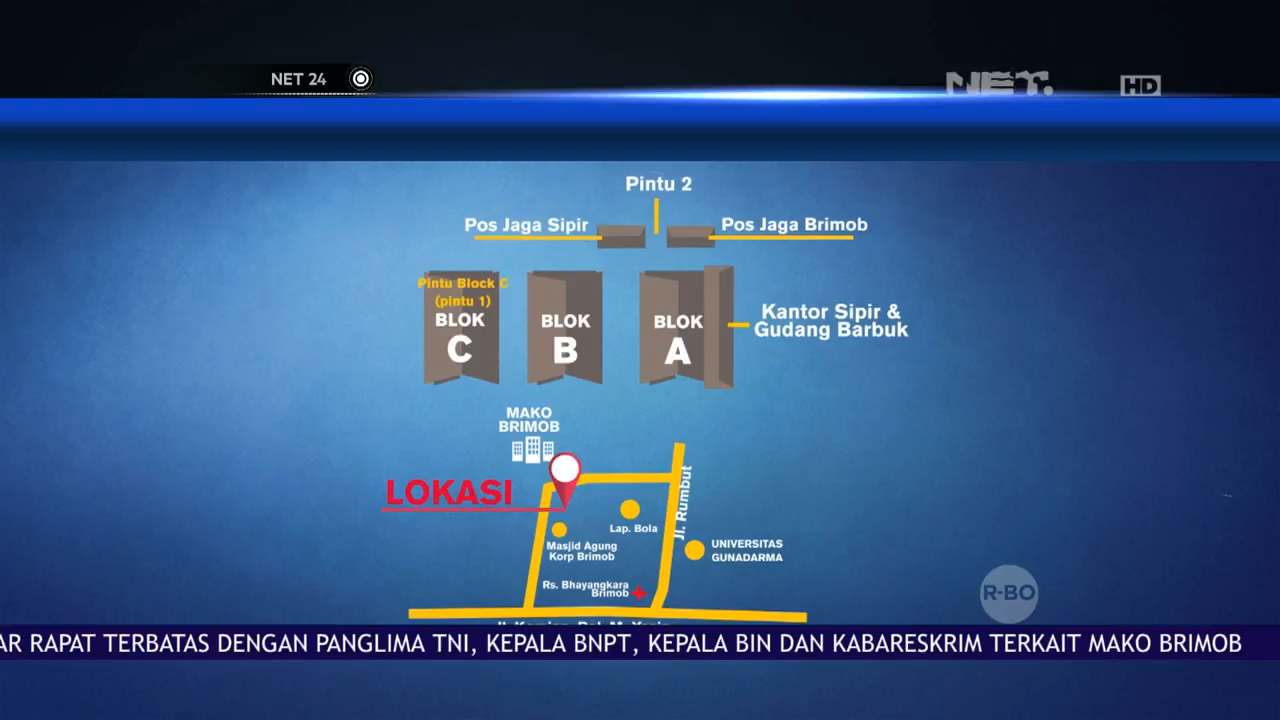 NET 24
NET.
HD
Pintu 2
Pos Jaga Sipir
Pos Jaga Brimob
Pintu Block C
(pintu 1)
BLOK
C
BLOK
B
BLOK
A
Kantor Sipir &
Gudang Barbuk
MAKO
BRIMOB
LOKASI
Jl. Rumbut
Lap. Bola
Masjid Agung
Korp Brimob
UNIVERSITAS
GUNADARMA
Rs. Bhayangkara
Brimob
R-BO
AR RAPAT TERBATAS DENGAN PANGLIMA TNI, KEPALA BNPT, KEPALA BIN DAN KABARESKRIM TERKAIT MAKO BRIMOB